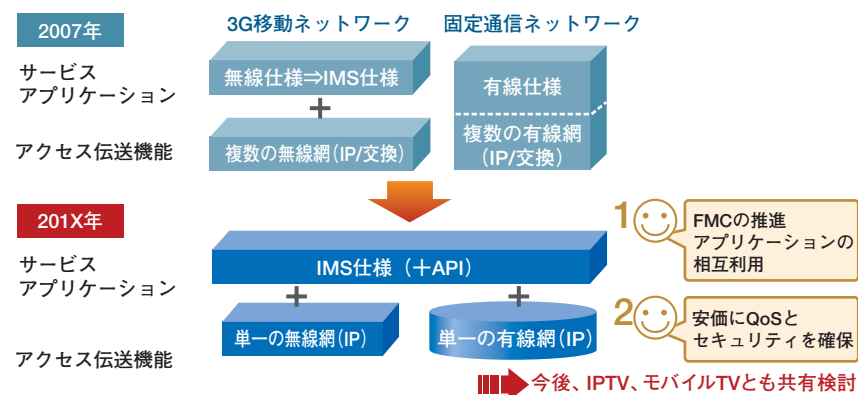 2007年
3G移動ネットワーク
固定通信ネットワーク
サービス
アプリケーション
無線仕様⇒IMS仕様
+
有線仕様
アクセス伝送機能
複数の無線網(IP/交換)
複数の有線網
(IP/交換)
201X年
サービス
アプリケーション
IMS仕様(+API)
+
+
アクセス伝送機能
単一の無線網(IP)
単一の有線網(IP)
1
FMCの推進
アプリケーションの
相互利用
2
安価にQoSと
セキュリティを確保
今後、IPTV、モバイルTVとも共有検討